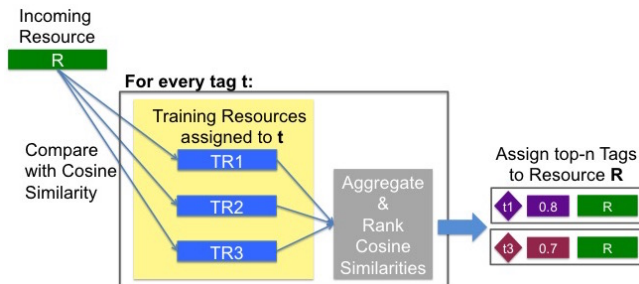 Incoming
Resource
R
For every tag t:
Training Resources
assigned to t
Compare
with Cosine
Similarity
TR1
TR2
TR3
Aggregate
&
Rank
Cosine
Similarities
Assign top-n Tags
to Resource R
t1 0.8 R
t3 0.7 R